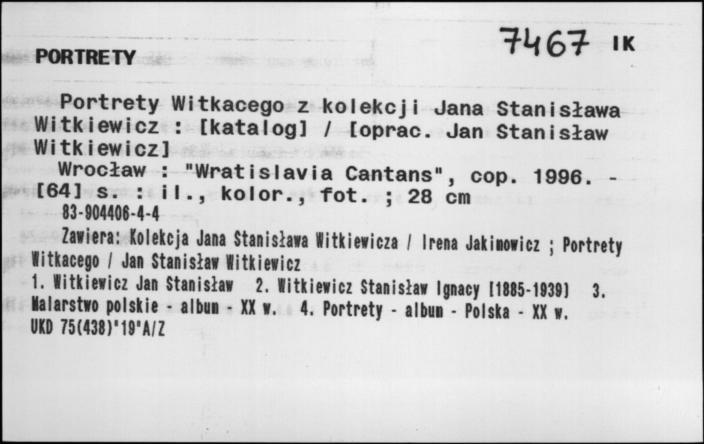 7467 IK
PORTRETY
Portrety Witkacego z kolekcji Jana Stanisława
Witkiewicz : [katalog] / [oprac. Jan Stanisław
Witkiewicz]
Wrocław : "Wratislavia Cantans", cop. 1996. -
[64] s. : il., kolor., fot. ; 28 cm
83-904406-4-4
Zawiera: Kolekcja Jana Stanisława Witkiewicza / Irena Jakimowicz ; Portrety
Witkacego / Jan Stanisław Witkiewicz
1. Witkiewicz Jan Stanisław 2. Witkiewicz Stanisław Ignacy [1885-1939] 3.
Malarstwo polskie - album - XX w. 4. Portrety - album - Polska - XX w.
UKD 75(438)"19"A/Z